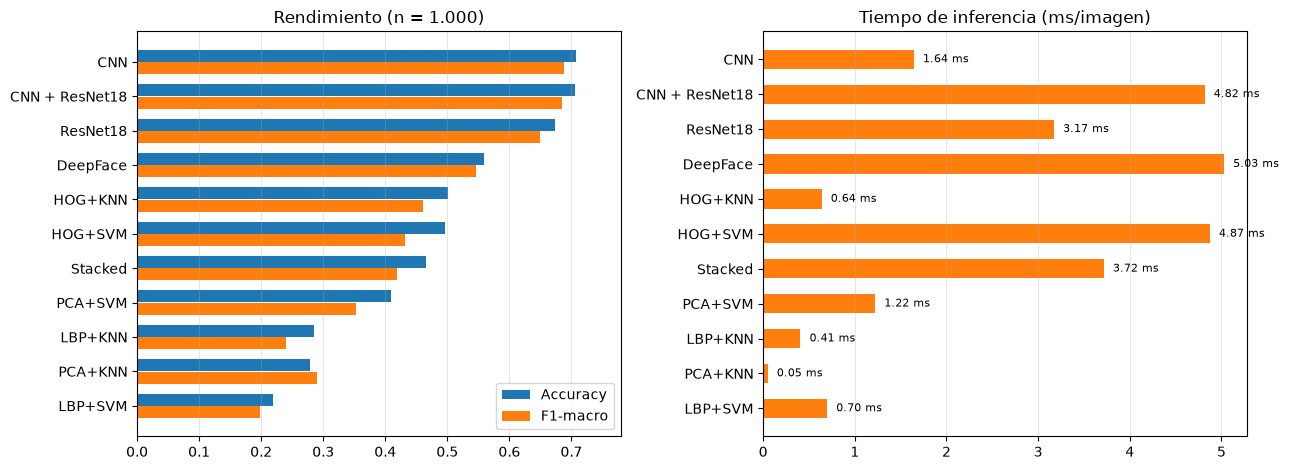 Rendimiento (n = 1.000)
CNN
CNN + ResNet18
ResNet18
DeepFace
HOG+KNN
HOG+SVM
Stacked
PCA+SVM
LBP+KNN
PCA+KNN
LBP+SVM
Accuracy
F1-macro
0.0 0.1 0.2 0.3 0.4 0.5 0.6 0.7
Tiempo de inferencia (ms/imagen)
CNN 1.64 ms
CNN + ResNet18 4.82 ms
ResNet18 3.17 ms
DeepFace 5.03 ms
HOG+KNN 0.64 ms
HOG+SVM 4.87 ms
Stacked 3.72 ms
PCA+SVM 1.22 ms
LBP+KNN 0.41 ms
PCA+KNN 0.05 ms
LBP+SVM 0.70 ms
0 1 2 3 4 5